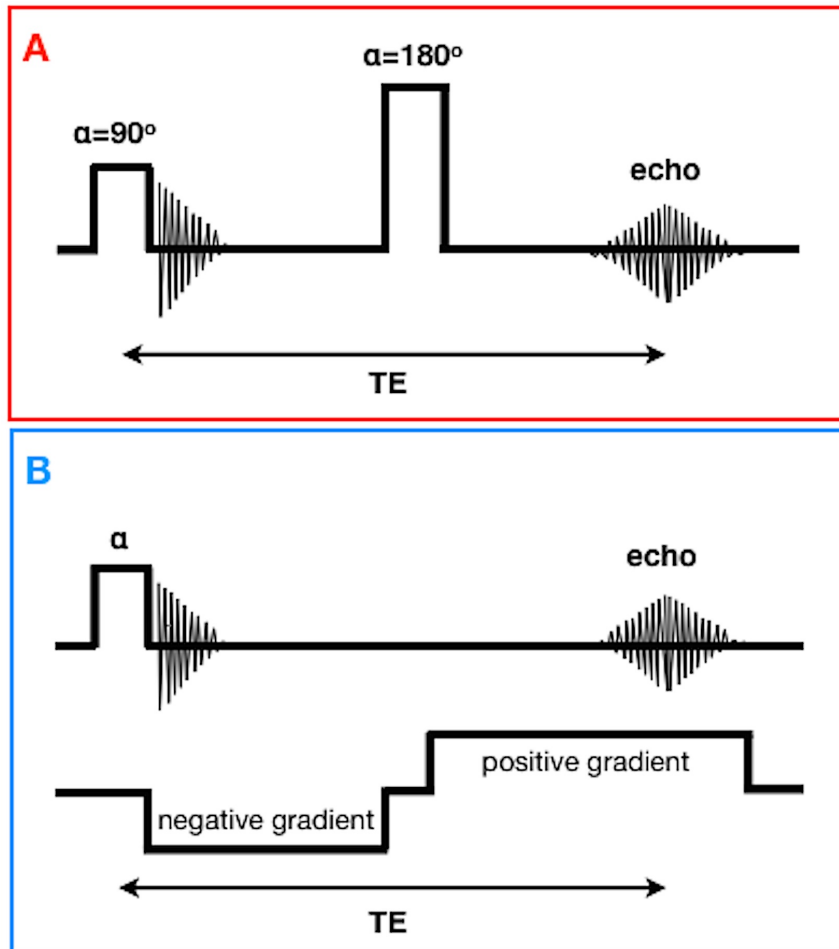 A
α=180°
α=90°
echo
TE
B
α
echo
positive gradient
negative gradient
TE